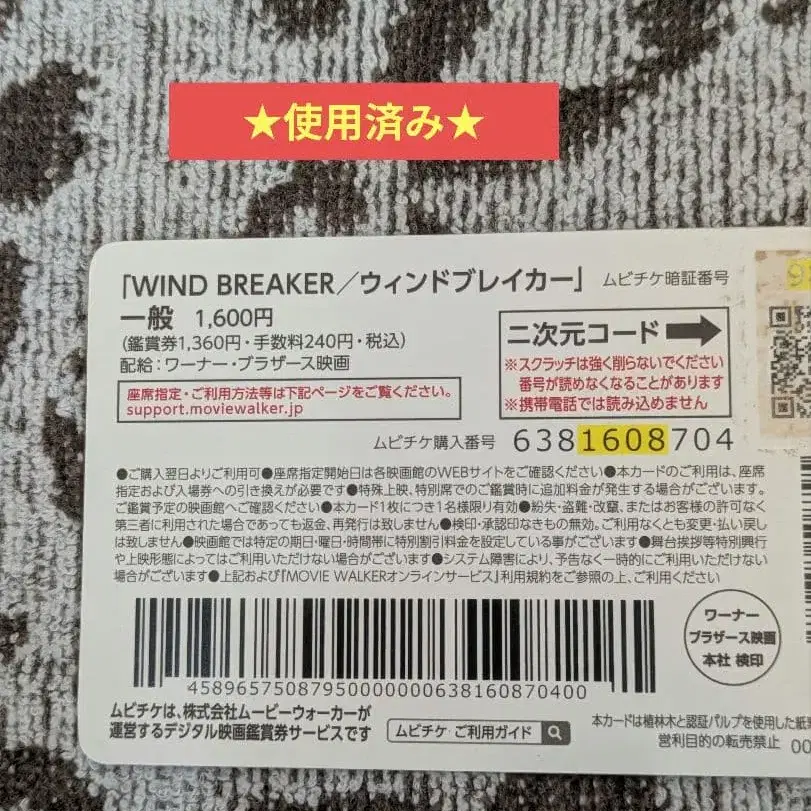 ★使用済み★
「WIND BREAKER／ウィンドブレイカー」 ムビチケ暗証番号
一般 1,600円
（鑑賞券1,360円・手数料240円・税込）
配給：ワーナー・ブラザース映画
座席指定・ご利用方法等は下記ページをご覧ください。
support.moviewalker.jp
二次元コード
※スクラッチは強く削らないでください
番号が読めなくなることがあります
※携帯電話では読み込めません
ムビチケ購入番号 6381608704
●ご購入翌日よりご利用可●座席指定開始日は各映画館のWEBサイトをご確認ください●本カードのご利用は、座席
指定および入場券への引き換えが必要です●特殊上映、特別席でのご鑑賞時に追加料金が発生する場合がございます。
ご鑑賞予定の映画館へご確認ください●本カード1枚につき1名様限り有効●紛失・盗難・改竄、またはお客様の許可なく
第三者に利用された場合であっても返金、再発行は致しません●検印・承認印なきもの無効。ご利用なくとも変更・払い戻し
は致しません●映画館では特定の期日・曜日・時間帯に特別割引料金を設定している事がございます●舞台挨拶等特別興行
や上映形態によってはご利用いただけない場合がございます●システム障害により、予告なく一時的にご利用いただけない
場合がございます●上記および『MOVIE WALKERオンラインサービス』利用規約をご参照の上、ご利用ください
4589657508795000000063816087​0400
ワーナー
ブラザース映画
本社 検印
ムビチケは、株式会社ムービーウォーカーが
運営するデジタル映画鑑賞券サービスです
ムビチケ ご利用ガイド
本カードは植林木と認証パルプを使用した紙
営利目的の転売禁止 00